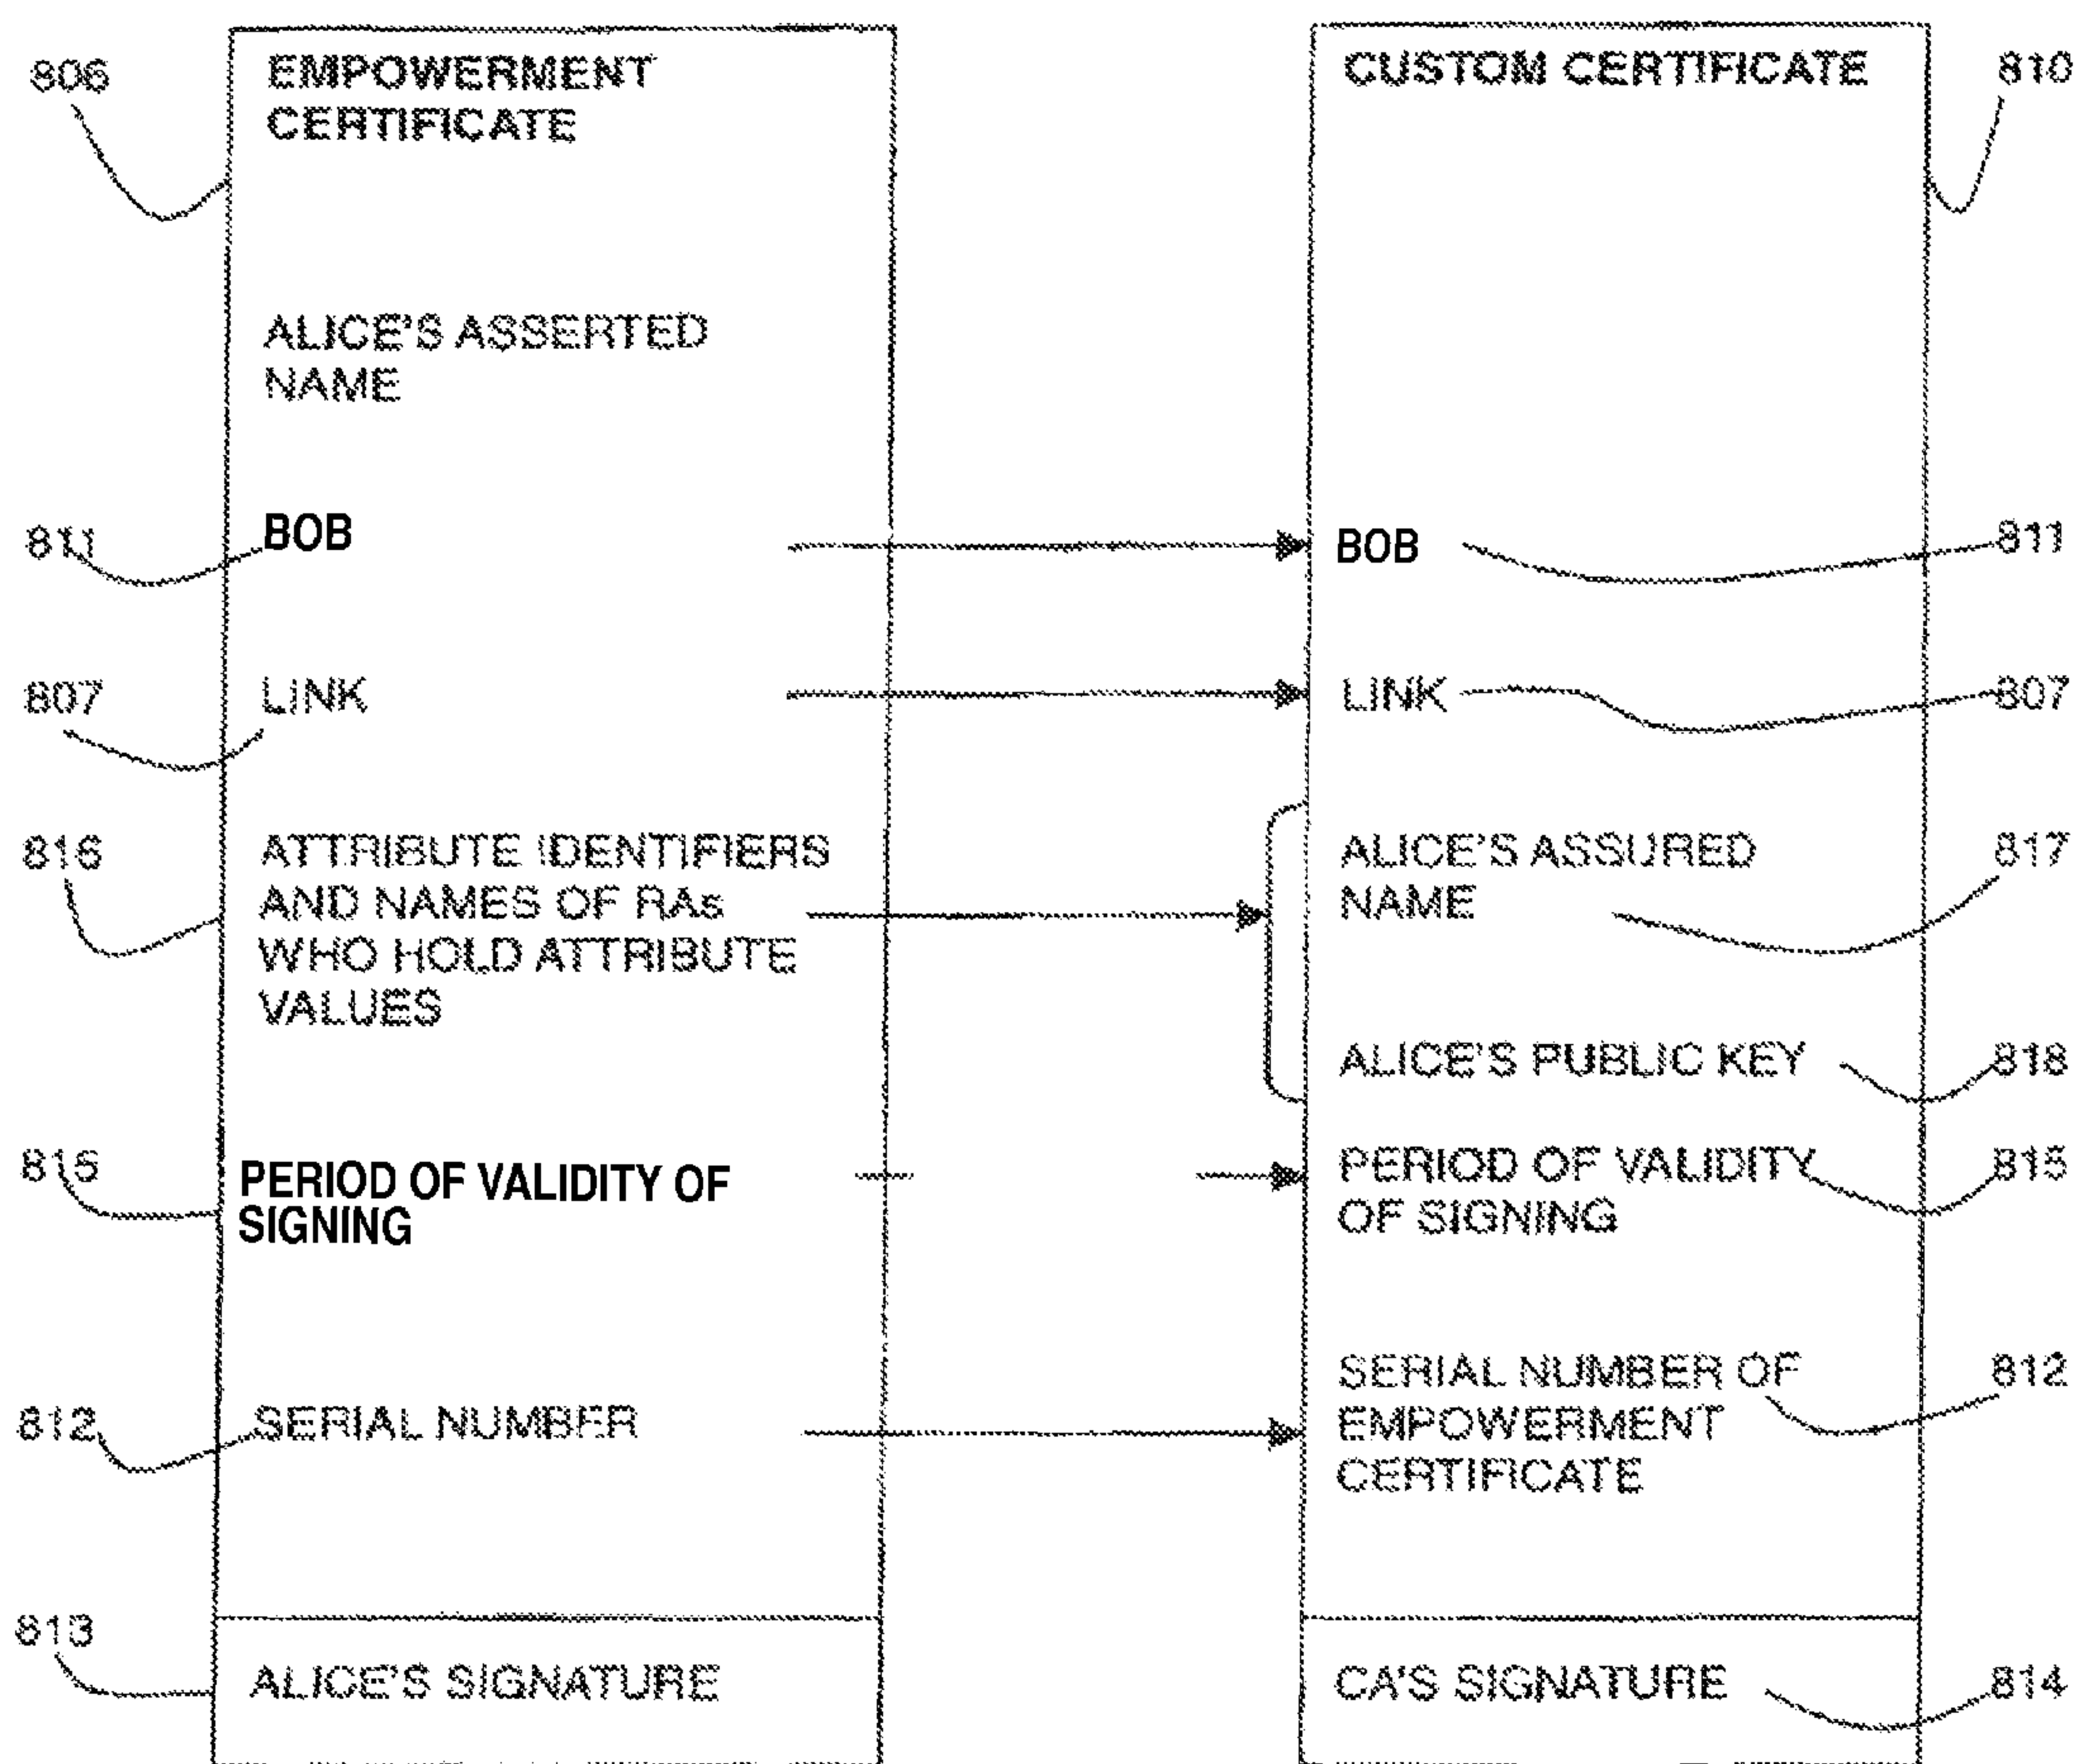 806
EMPOWERMENT
CERTIFICATE
ALICE'S ASSERTED
NAME
811
BOB
807
LINK
816
ATTRIBUTE IDENTIFIERS
AND NAMES OF RAs
WHO HOLD ATTRIBUTE
VALUES
815
PERIOD OF VALIDITY OF
SIGNING
812
SERIAL NUMBER
813
ALICE'S SIGNATURE
CUSTOM CERTIFICATE
810
BOB
811
LINK
807
ALICE'S ASSURED
NAME
817
ALICE'S PUBLIC KEY
818
PERIOD OF VALIDITY
OF SIGNING
815
SERIAL NUMBER OF
EMPOWERMENT
CERTIFICATE
812
CA'S SIGNATURE
814